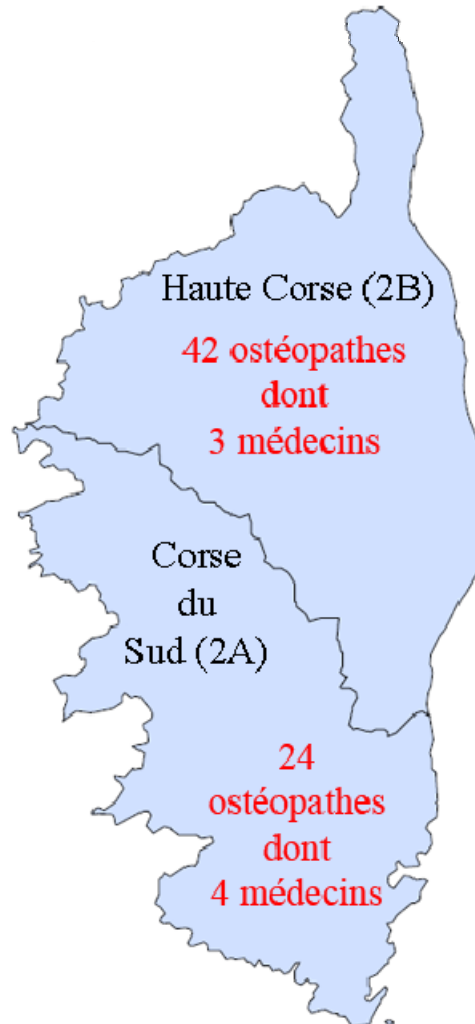 Haute Corse (2B)
42 ostéopathes
dont
3 médecins
Corse
du
Sud (2A)
24
ostéopathes
dont
4 médecins